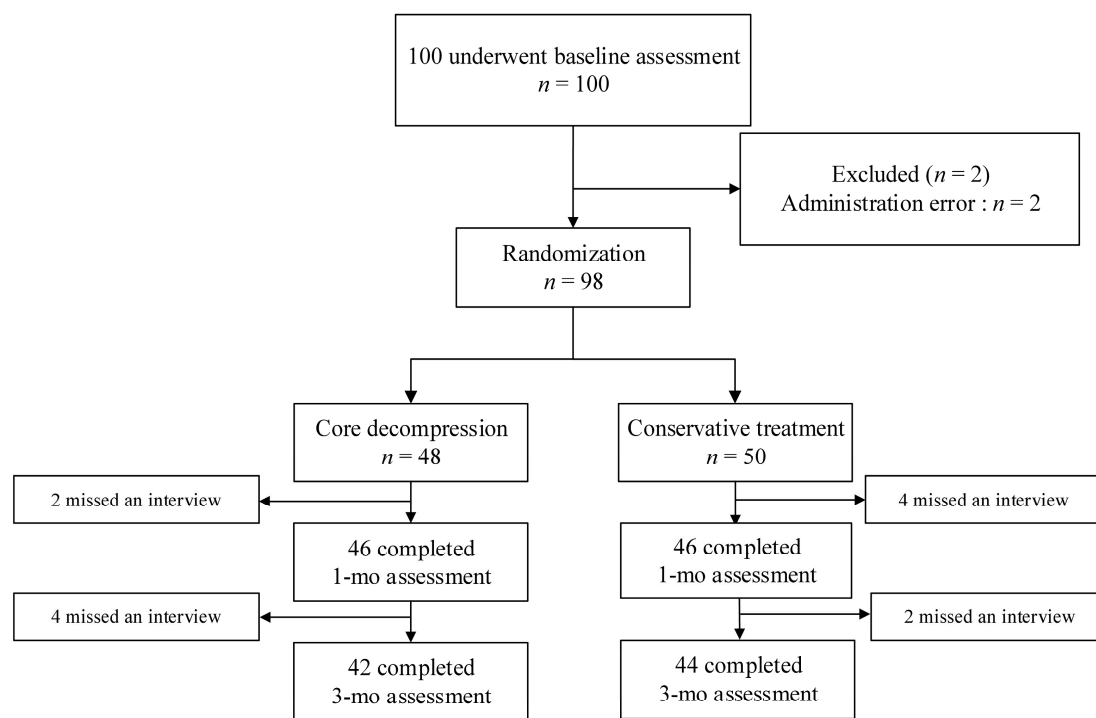 100 underwent baseline assessment
n = 100
Excluded (n = 2)
Administration error : n = 2
Randomization
n = 98
Core decompression
n = 48
Conservative treatment
n = 50
2 missed an interview
4 missed an interview
46 completed
1-mo assessment
46 completed
1-mo assessment
4 missed an interview
2 missed an interview
42 completed
3-mo assessment
44 completed
3-mo assessment